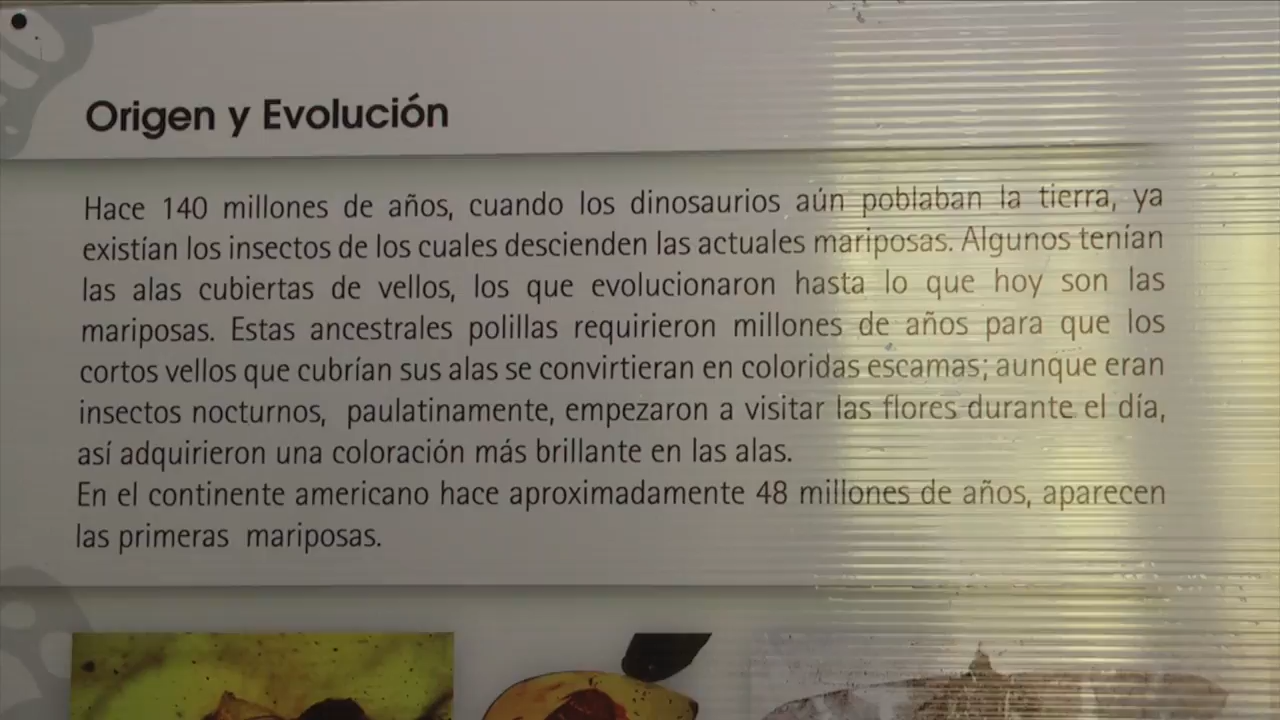 Origen y Evolución
Hace 140 millones de años, cuando los dinosaurios aún poblaban la tierra, ya
existían los insectos de los cuales descienden las actuales mariposas. Algunos tenían
las alas cubiertas de vellos, los que evolucionaron hasta lo que hoy son las
mariposas. Estas ancestrales polillas requirieron millones de años para que los
cortos vellos que cubrían sus alas se convirtieran en coloridas escamas; aunque eran
insectos nocturnos, paulatinamente, empezaron a visitar las flores durante el día,
así adquirieron una coloración más brillante en las alas.
En el continente americano hace aproximadamente 48 millones de años, aparecen
las primeras mariposas.